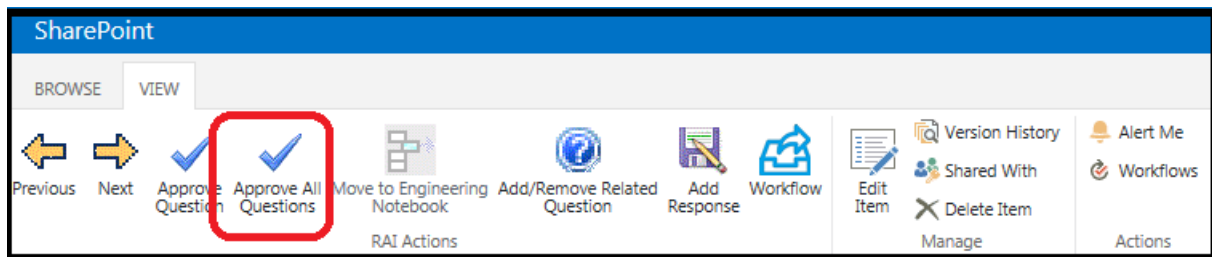 SharePoint
BROWSE VIEW
Previous Next Approve Question Approve All Questions Move to Engineering Notebook Add/Remove Related Question Add Response Workflow
RAI Actions
Edit Item
Version History
Shared With
Delete Item
Manage
Alert Me
Workflows
Actions